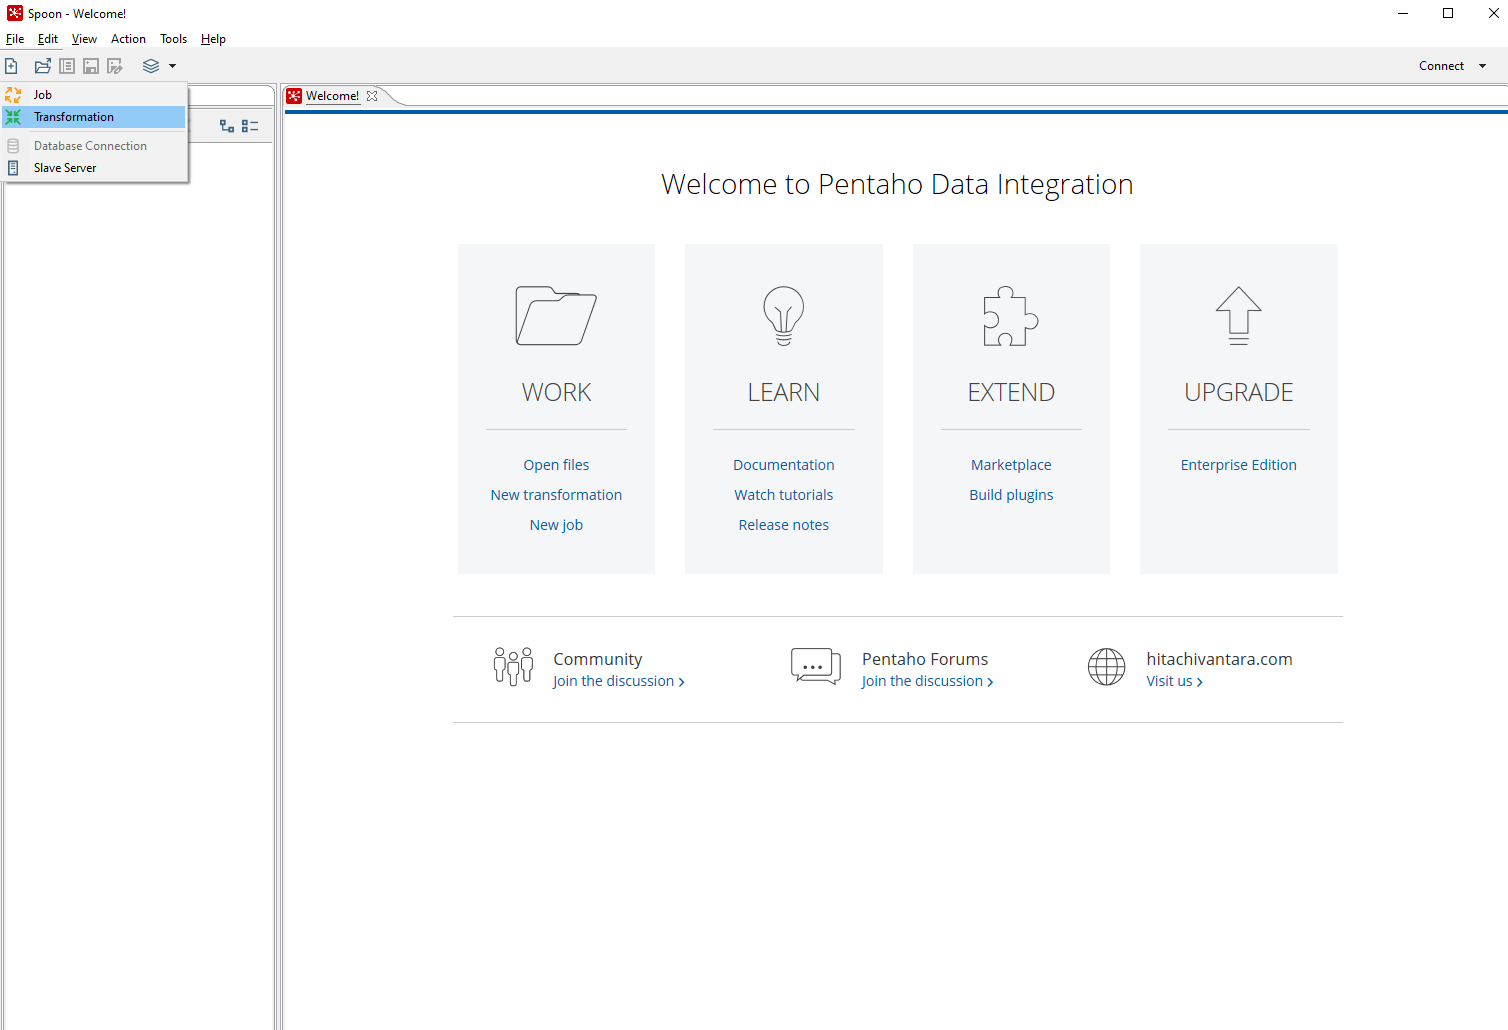 Spoon - Welcome!
File Edit View Action Tools Help
Connect
Job
Transformation
Database Connection
Slave Server
Welcome!
Welcome to Pentaho Data Integration
WORK
Open files
New transformation
New job
LEARN
Documentation
Watch tutorials
Release notes
EXTEND
Marketplace
Build plugins
UPGRADE
Enterprise Edition
Community
Join the discussion >
Pentaho Forums
Join the discussion >
hitachivantara.com
Visit us >